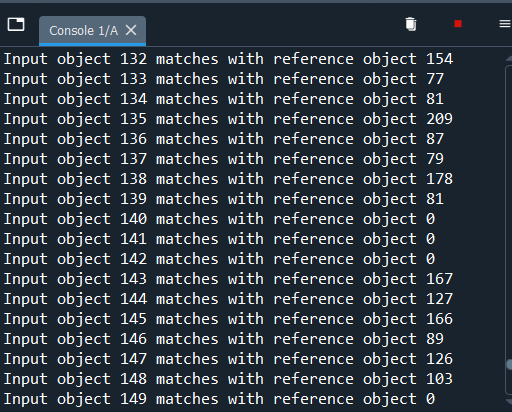 Console 1/A
Input object 132 matches with reference object 154
Input object 133 matches with reference object 77
Input object 134 matches with reference object 81
Input object 135 matches with reference object 209
Input object 136 matches with reference object 87
Input object 137 matches with reference object 79
Input object 138 matches with reference object 178
Input object 139 matches with reference object 81
Input object 140 matches with reference object 0
Input object 141 matches with reference object 0
Input object 142 matches with reference object 0
Input object 143 matches with reference object 167
Input object 144 matches with reference object 127
Input object 145 matches with reference object 166
Input object 146 matches with reference object 89
Input object 147 matches with reference object 126
Input object 148 matches with reference object 103
Input object 149 matches with reference object 0